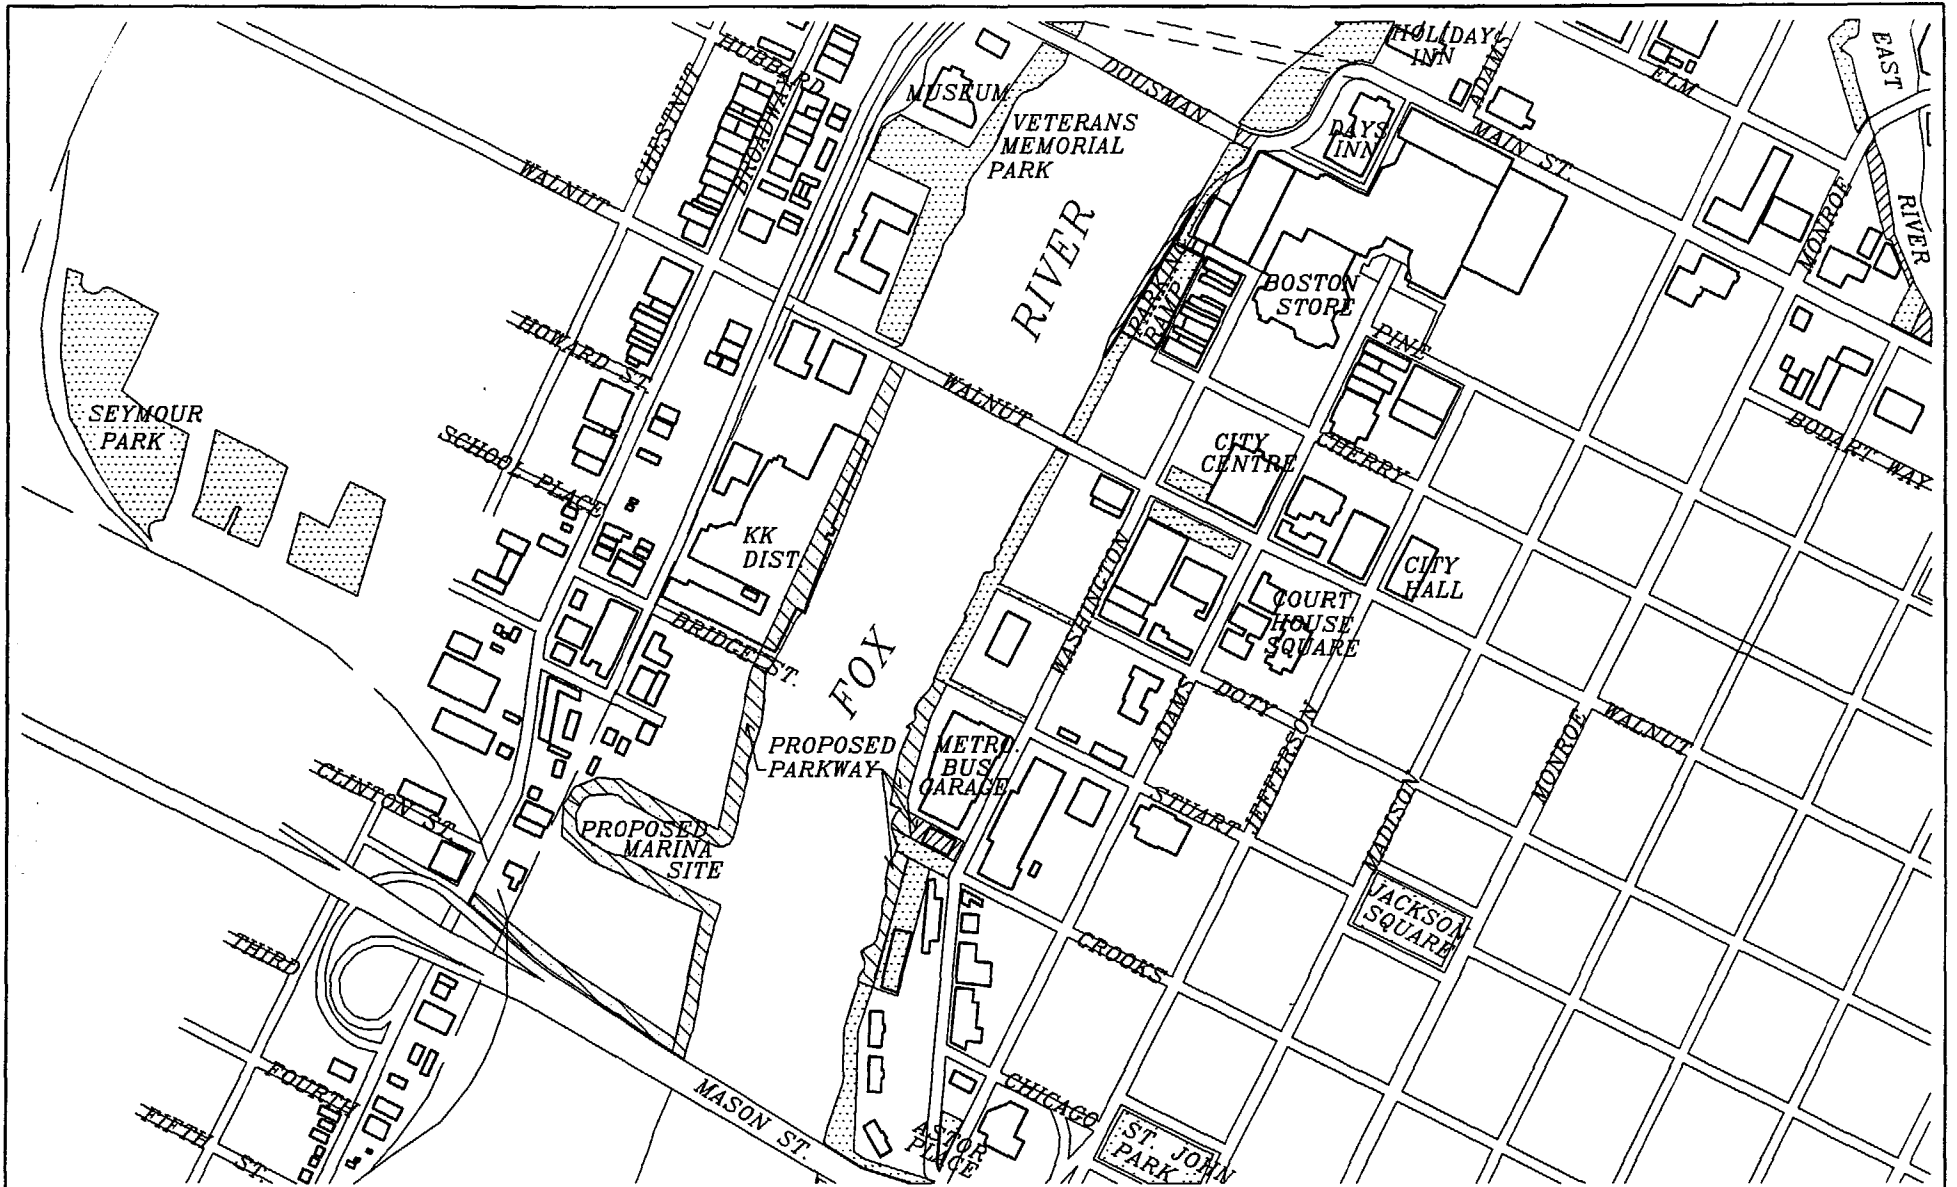 HUBBARD
HOLIDAY
INN
ADAMS
ELM
EAST
RIVER
MUSEUM
DOUSMAN
CHESTNUT
BROADWAY
VETERANS
MEMORIAL
PARK
DAYS
INN
MAIN ST.
WALNUT
MONROE
RIVER
PARKING
RAMP
BOSTON
STORE
HOWARD ST.
PINE
WALNUT
SEYMOUR
PARK
SCHOOL PLACE
CITY
CENTRE
CHERRY
BODART WAY
KK
DIST.
WASHINGTON
CITY
HALL
COURT
HOUSE
SQUARE
BRIDGE ST.
FOX
ADAMS
DOTY
JEFFERSON
MONROE
WALNUT
PROPOSED
PARKWAY
METRO.
BUS
GARAGE
CLINTON ST.
STUART
MADISON
PROPOSED
MARINA
SITE
JACKSON
SQUARE
THIRD
CROOKS
FOURTH
MASON ST.
CHICAGO
FIFTH ST.
ASTOR
PLACE
ST. JOHN
PARK